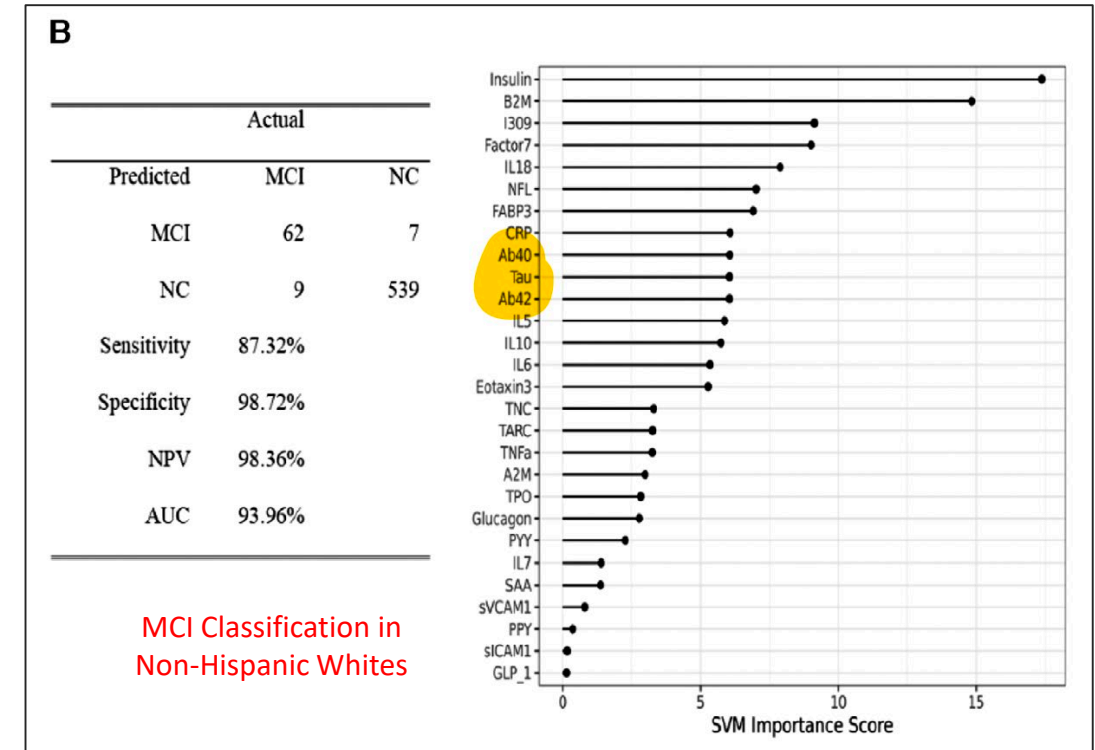 B
Actual
Predicted MCI NC
MCI 62 7
NC 9 539
Sensitivity 87.32%
Specificity 98.72%
NPV 98.36%
AUC 93.96%
MCI Classification in
Non-Hispanic Whites
Insulin
B2M
I309
Factor7
IL18
NFL
FABP3
CRP
Ab40
Tau
Ab42
IL5
IL10
IL6
Eotaxin3
TNC
TARC
TNFa
A2M
TPO
Glucagon
PYY
IL7
SAA
sVCAM1
PPY
sICAM1
GLP_1
0 5 10 15
SVM Importance Score